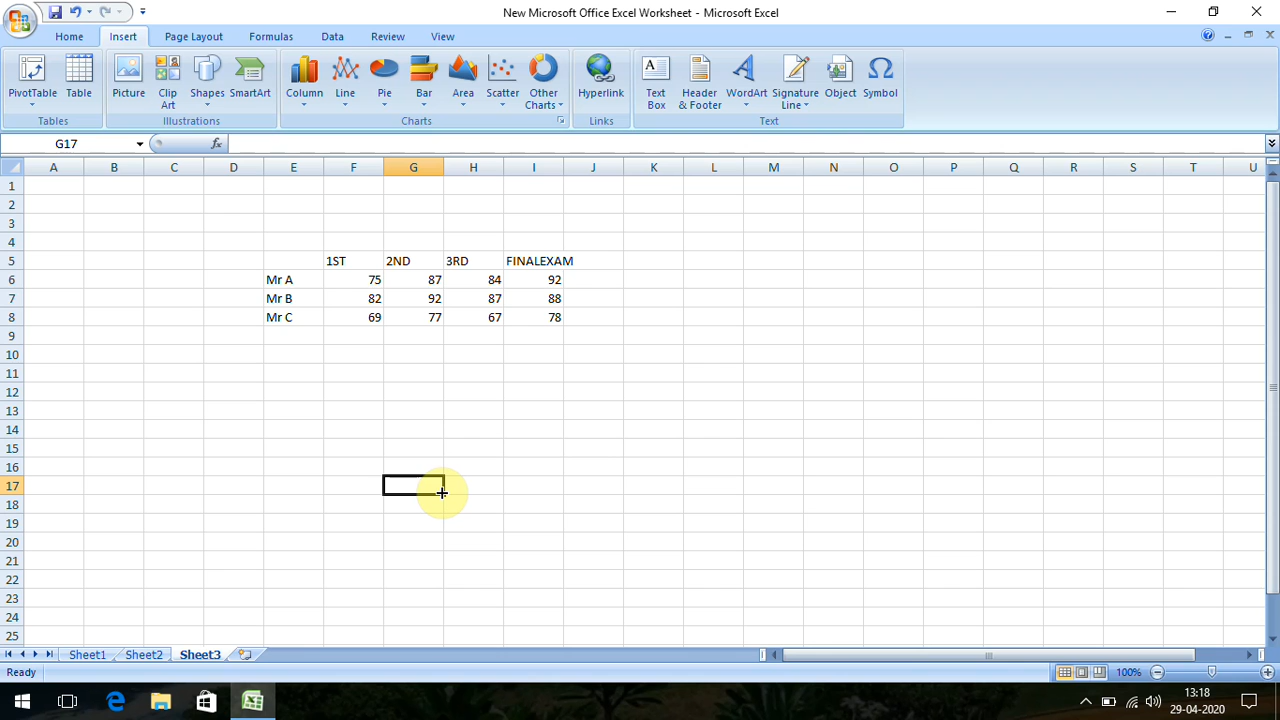 New Microsoft Office Excel Worksheet - Microsoft Excel
Home Insert Page Layout Formulas Data Review View
PivotTable Table Picture Clip Art Shapes SmartArt Column Line Pie Bar Area Scatter Other Charts Hyperlink Text Box Header & Footer WordArt Signature Line Object Symbol
Tables Illustrations Charts Links Text
G17 fx
A B C D E F G H I J K L M N O P Q R S T U
1
2
3
4
5 1ST 2ND 3RD FINALEXAM
6 Mr A 75 87 84 92
7 Mr B 82 92 87 88
8 Mr C 69 77 67 78
9
10
11
12
13
14
15
16
17
18
19
20
21
22
23
24
25
Sheet1 Sheet2 Sheet3
Ready 100%
13:18
29-04-2020